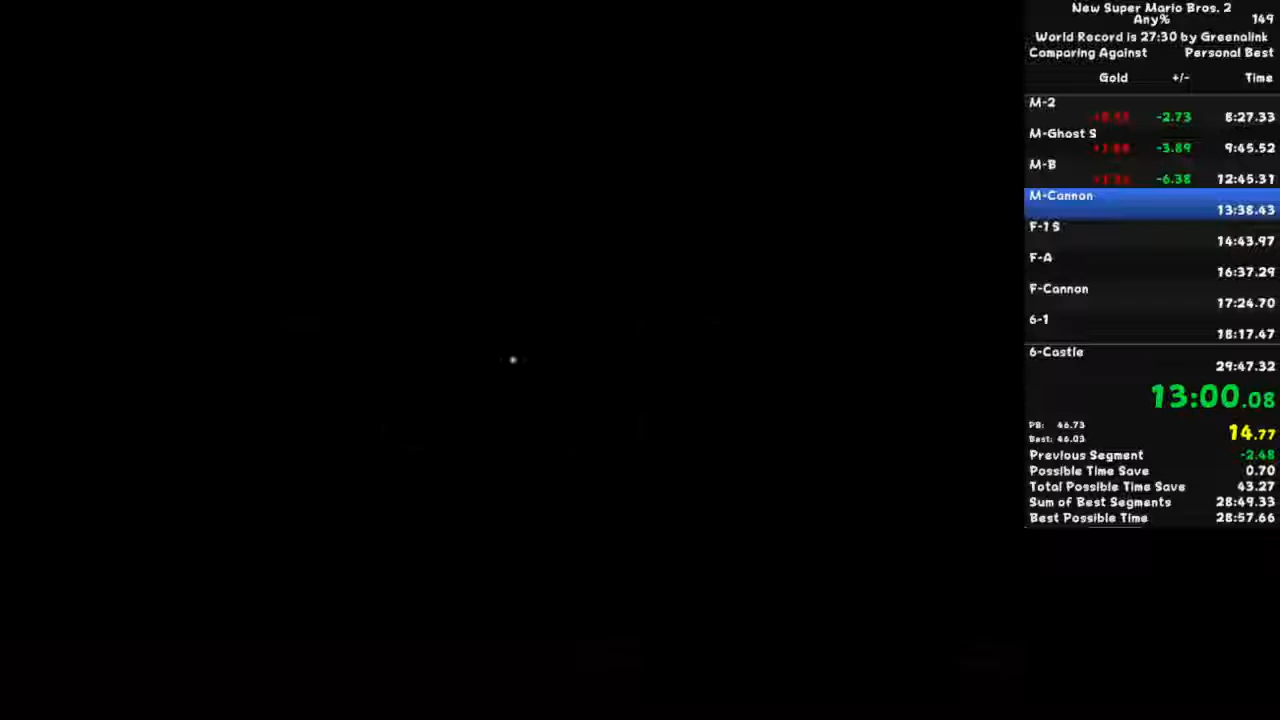 New Super Mario Bros. 2
Any% 149
World Record is 27:30 by Greenalink
Comparing Against Personal Best
Gold +/- Time
M-2
-2.73 8:27.33
M-Ghost S
-3.89 9:45.52
M-B
-6.38 12:45.31
M-Cannon
13:38.43
F-1 S
14:43.97
F-A
16:37.29
F-Cannon
17:24.70
6-1
18:17.47
6-Castle
29:47.32
13:00.08
PB: 46.73
14.77
Best: 46.03
Previous Segment -2.48
Possible Time Save 0.70
Total Possible Time Save 43.27
Sum of Best Segments 28:49.33
Best Possible Time 28:57.66